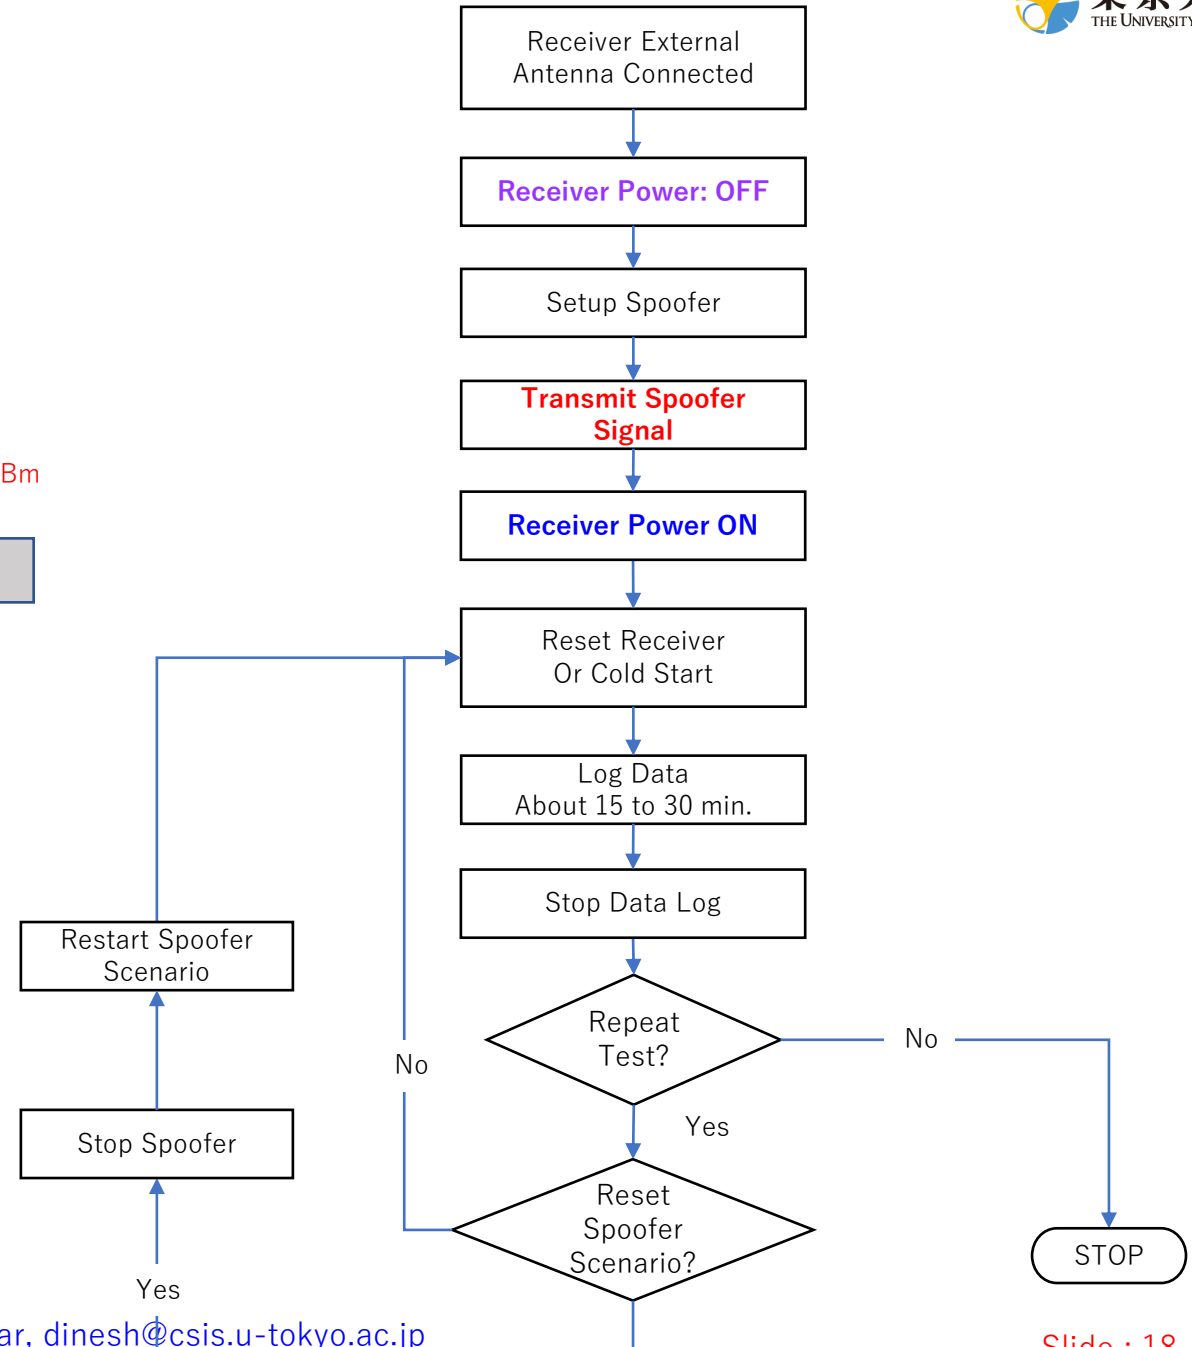 THE UNIVERSITY
Receiver External
Antenna Connected
Receiver Power: OFF
Setup Spoofer
Transmit Spoofer
Signal
Bm
Receiver Power ON
Reset Receiver
Or Cold Start
Log Data
About 15 to 30 min.
Stop Data Log
Restart Spoofer
Scenario
Repeat
Test?
No
No
Yes
Stop Spoofer
Reset
Spoofer
Scenario?
STOP
Yes
ar, dinesh@csis.u-tokyo.ac.jp
Slide : 18